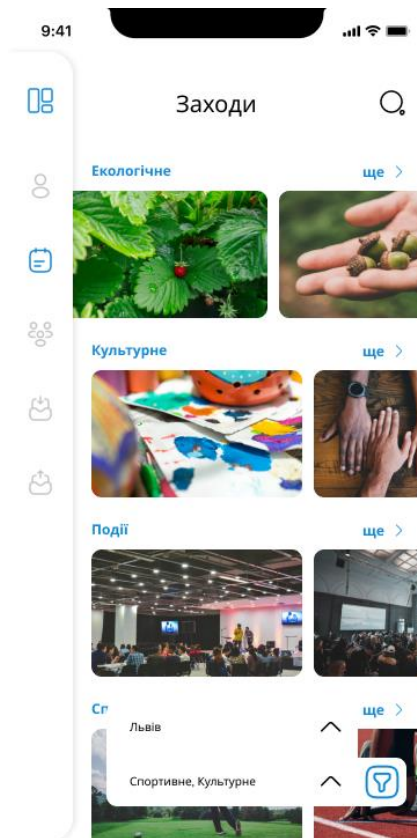 9:41
Заходи
Екологічне ще
Культурне ще
Події ще
Сп ще
Львів
Спортивне, Культурне